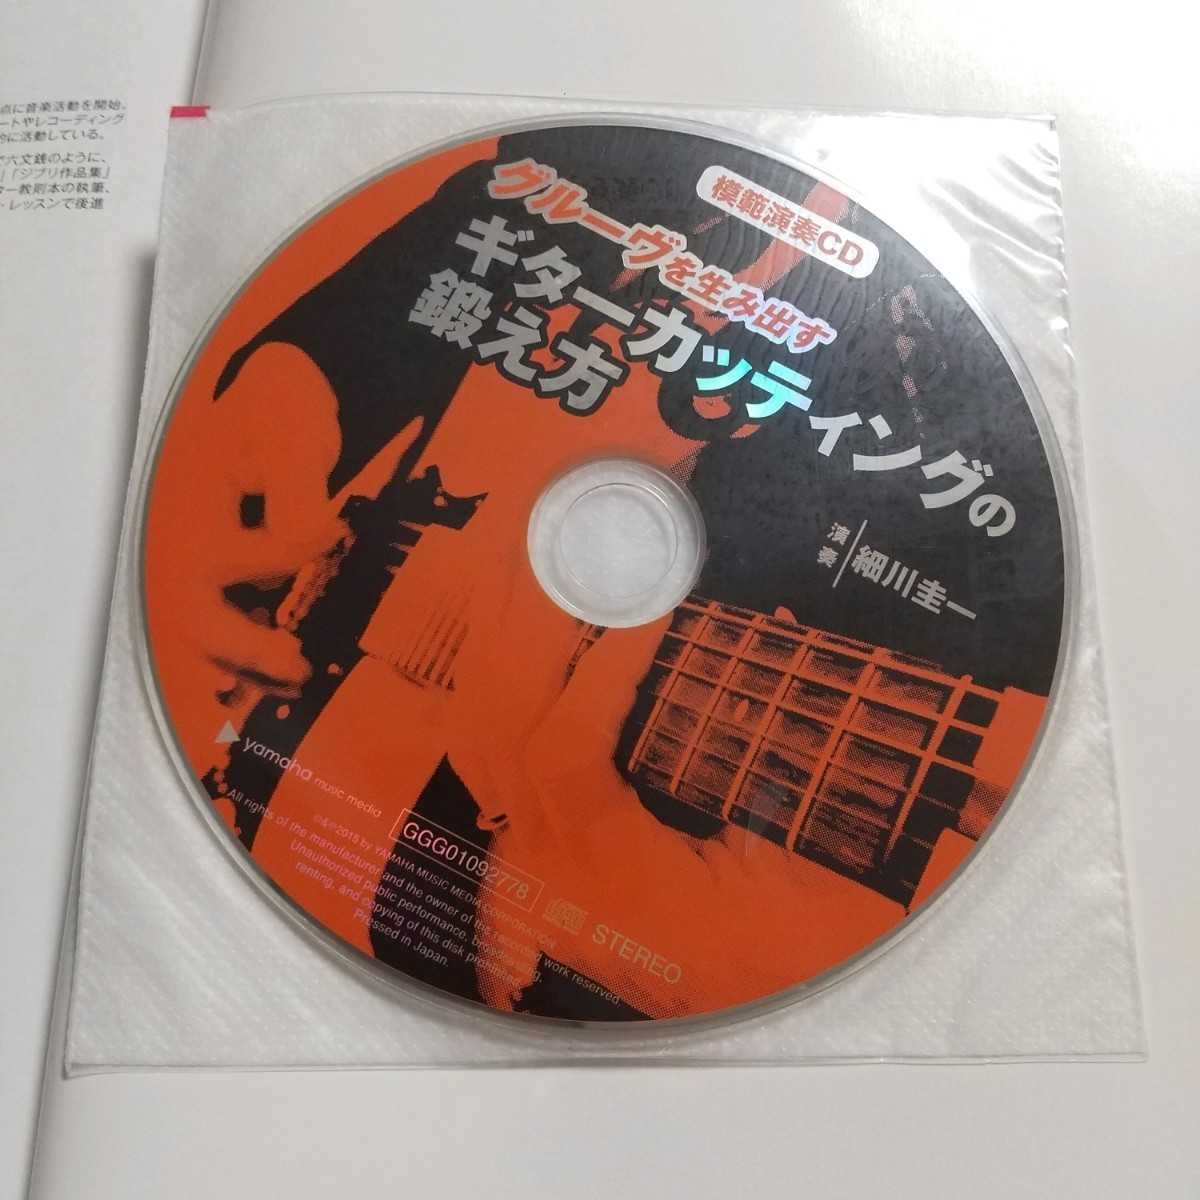 点に音楽活動を開始。
ートやレコーディング
的に活動している。
で六文銭のように、
」「ジブリ作品集」
ター教則本の執筆、
ト・レッスンで後進
模範演奏CD
グルーヴを生み出す
ギターカッティングの
鍛え方
演奏
細川圭一
yamaha music media
℗&©2015 by YAMAHA MUSIC MEDIA CORPORATION
GGG01092778
STEREO
All rights of the manufacturer and the owner of the recorded work reserved.
Unauthorized public performance, broadcasting,
renting, and copying of this disk prohibited.
Pressed in Japan.